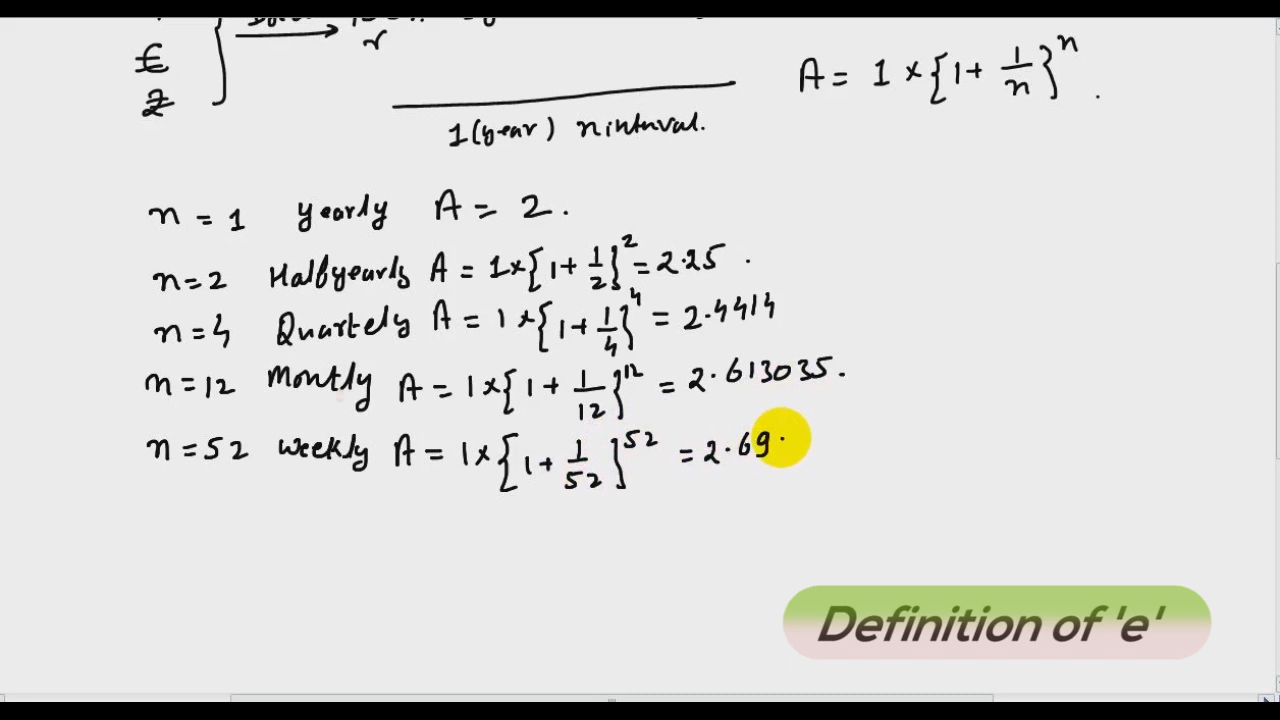 €
r
A = 1 × {1 + 1/n}^n .
1 (year) n interval.
n = 1 yearly A = 2 .
n = 2 Halfyearly A = 1 × [1 + 1/2]^2 = 2.25 .
n = 4 Quartely A = 1 × {1 + 1/4}^4 = 2.4414
n = 12 Montly A = 1 × {1 + 1/12}^12 = 2.613035 .
n = 52 weekly A = 1 × [1 + 1/52]^52 = 2.69
Definition of 'e'